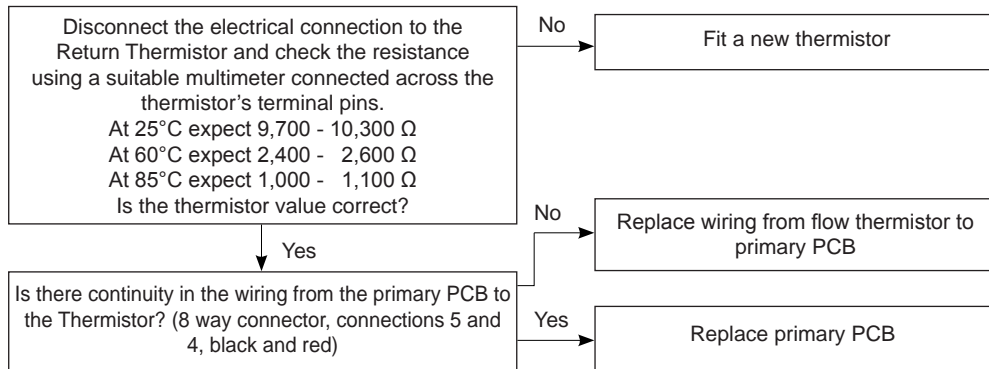 Disconnect the electrical connection to the
Return Thermistor and check the resistance
using a suitable multimeter connected across the
thermistor's terminal pins.
At 25°C expect 9,700 - 10,300 Ω
At 60°C expect 2,400 - 2,600 Ω
At 85°C expect 1,000 - 1,100 Ω
Is the thermistor value correct?
No
Fit a new thermistor
Yes
Is there continuity in the wiring from the primary PCB to
the Thermistor? (8 way connector, connections 5 and
4, black and red)
No
Replace wiring from flow thermistor to
primary PCB
Yes
Replace primary PCB